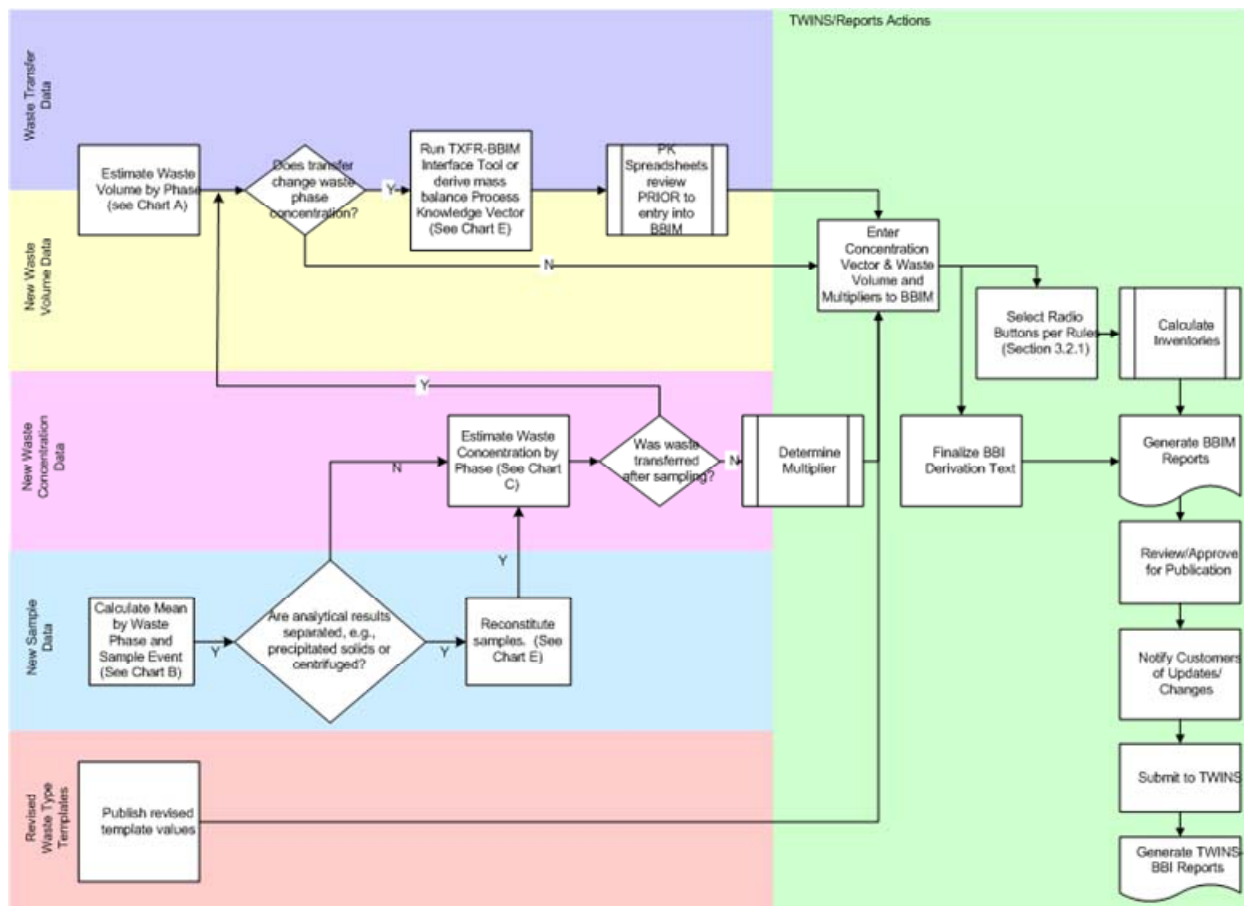 TWINS/Reports Actions
Waste Transfer
Data
Estimate Waste
Volume by Phase
(see Chart A)
Does transfer
change waste
phase
concentration?
Y
Run TXFR-BBIM
Interface Tool or
derive mass
balance Process
Knowledge Vector
(See Chart E)
PK
Spreadsheets
review
PRIOR to
entry into
BBIM
N
New Waste
Volume Data
Enter
Concentration
Vector & Waste
Volume and
Multipliers to BBIM
Select Radio
Buttons per Rules
(Section 3.2.1)
Calculate
Inventories
Y
New Waste
Concentration
Data
N
Estimate Waste
Concentration by
Phase (See Chart
C)
Was waste
transferred
after sampling?
N
Determine
Multiplier
Finalize BBI
Derivation Text
Generate BBIM
Reports
New Sample
Data
Calculate Mean
by Waste
Phase and
Sample Event
(See Chart B)
Y
Are analytical results
separated, e.g.,
precipitated solids or
centrifuged?
Y
Y
Reconstitute
samples. (See
Chart E)
Review/Approve
for Publication
Notify Customers
of Updates/
Changes
Revised
Waste Type
Templates
Publish revised
template values
Submit to TWINS
Generate TWINS-
BBI Reports